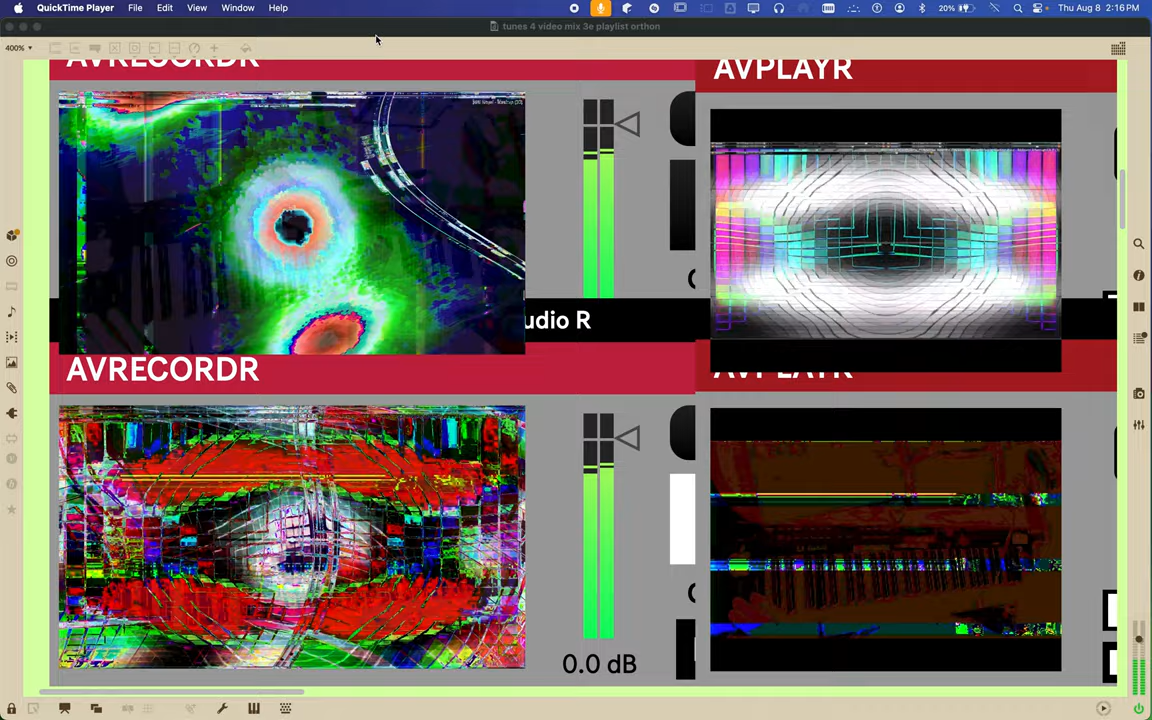 QuickTime Player File Edit View Window Help 20% Thu Aug 8 2:16 PM
tunes 4 video mix 3e playlist orthon
400%
AVRECORDR
AVPLAYR
udio R
AVRECORDR
AVPLAYR
0.0 dB